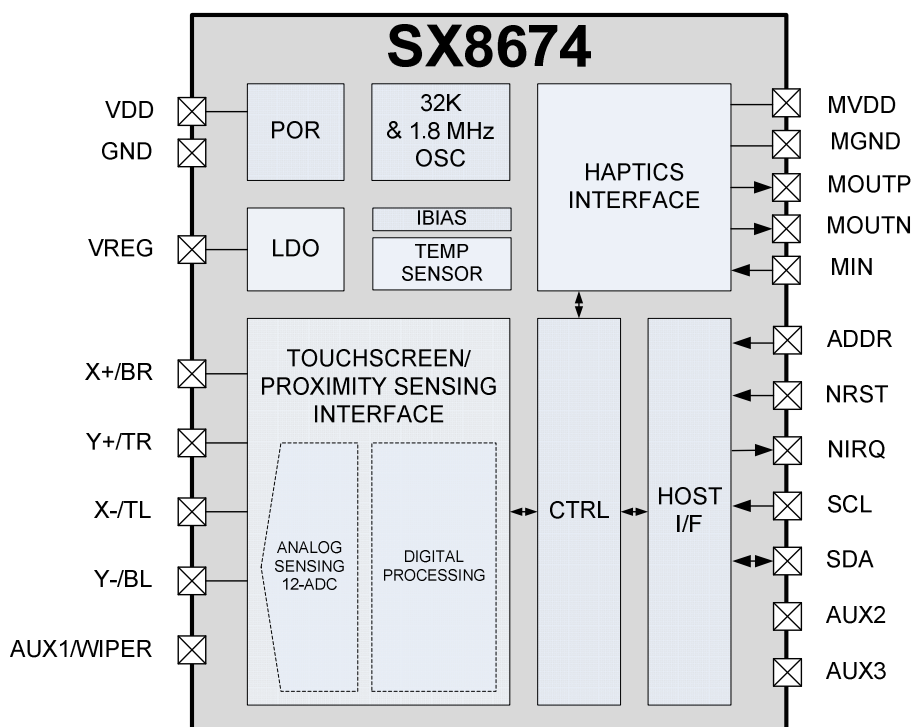 SX8674
VDD
GND
VREG
X+/BR
Y+/TR
X-/TL
Y-/BL
AUX1/WIPER
POR
32K
& 1.8 MHz
OSC
LDO
IBIAS
TEMP
SENSOR
HAPTICS
INTERFACE
TOUCHSCREEN/
PROXIMITY SENSING
INTERFACE
ANALOG
SENSING
12-ADC
DIGITAL
PROCESSING
CTRL
HOST
I/F
MVDD
MGND
MOUTP
MOUTN
MIN
ADDR
NRST
NIRQ
SCL
SDA
AUX2
AUX3